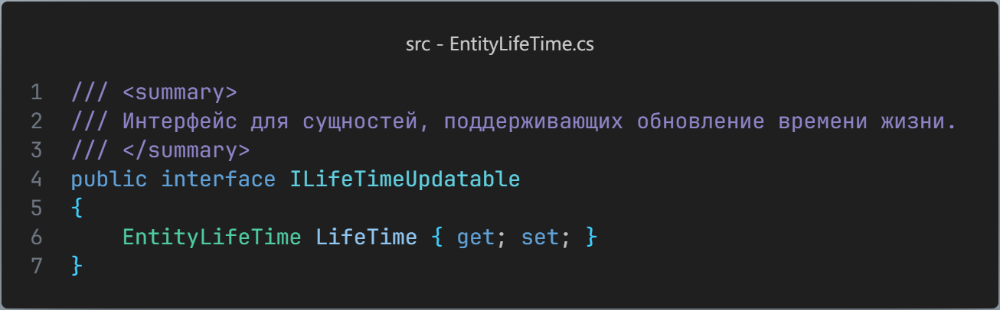 src - EntityLifeTime.cs
1 /// <summary>
2 /// Интерфейс для сущностей, поддерживающих обновление времени жизни.
3 /// </summary>
4 public interface ILifeTimeUpdatable
5 {
6     EntityLifeTime LifeTime { get; set; }
7 }